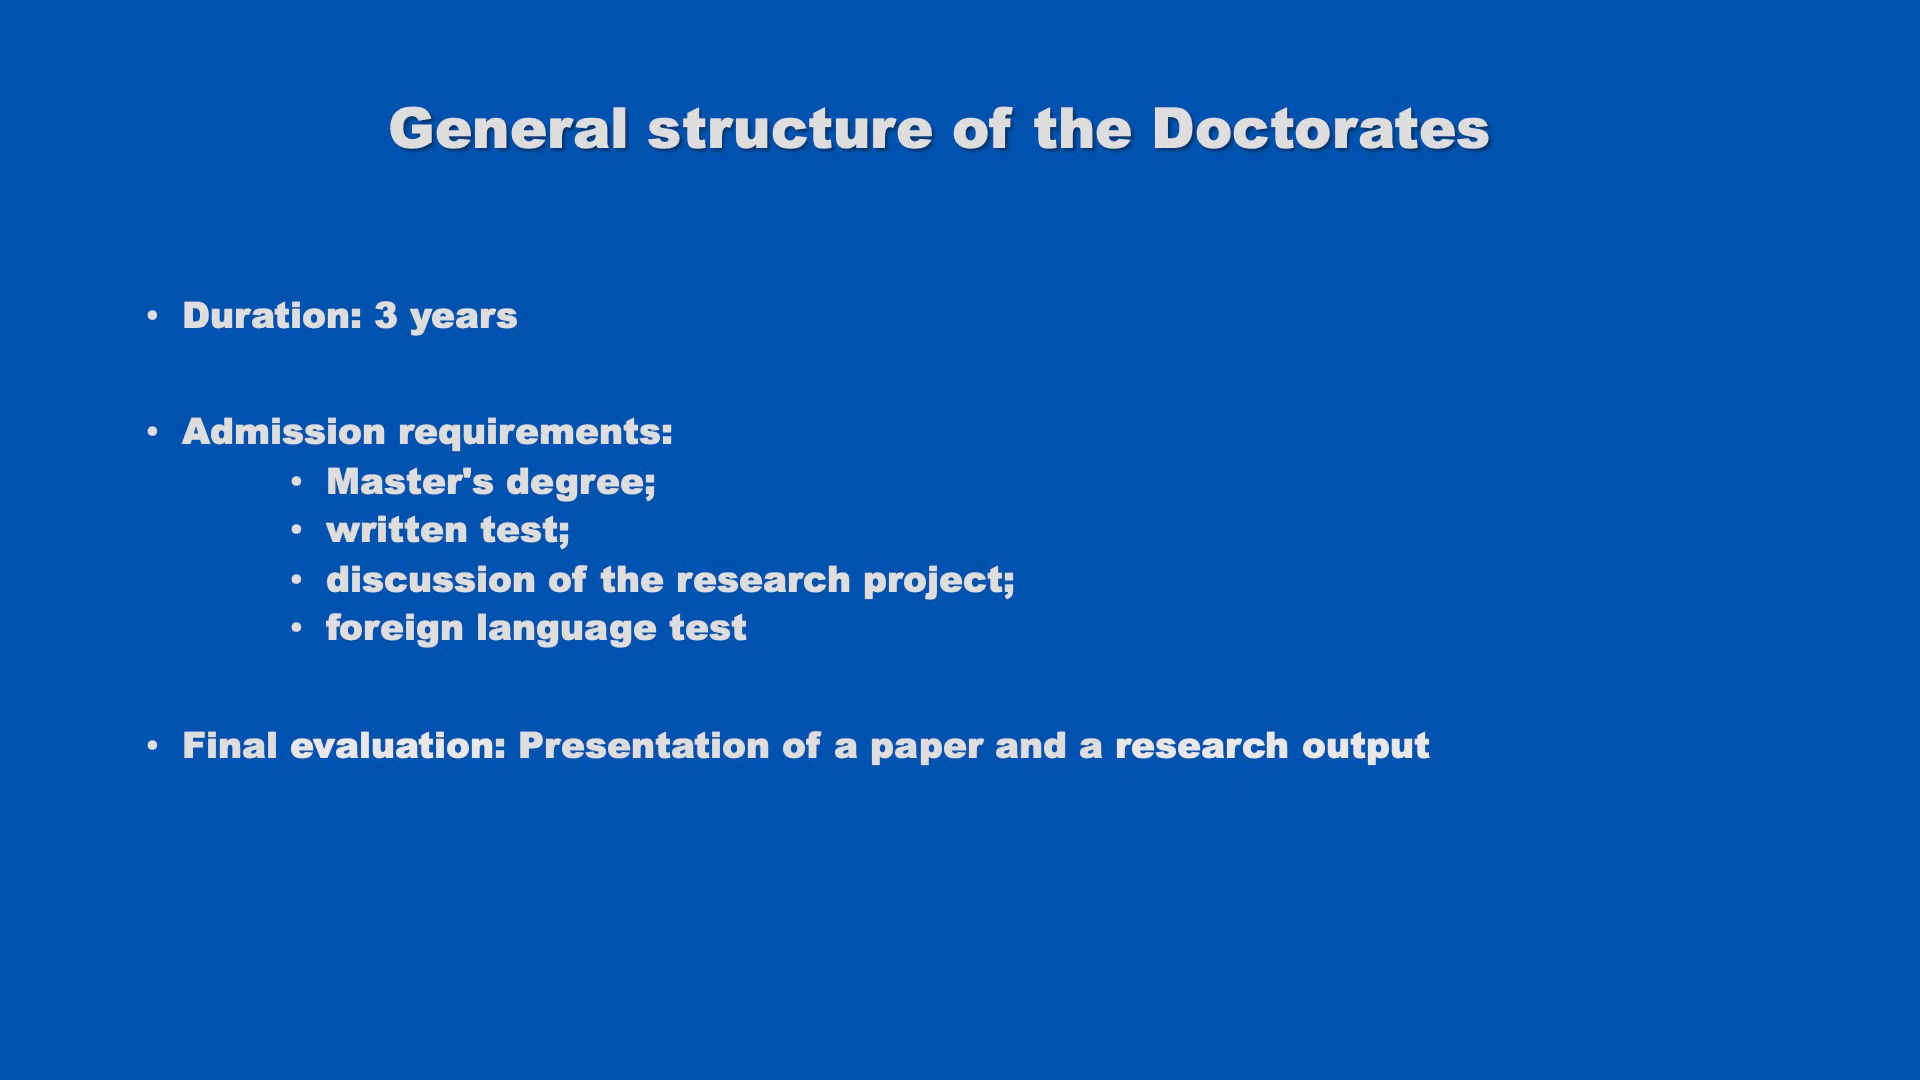 General structure of the Doctorates
• Duration: 3 years
• Admission requirements:
• Master's degree;
• written test;
• discussion of the research project;
• foreign language test
• Final evaluation: Presentation of a paper and a research output